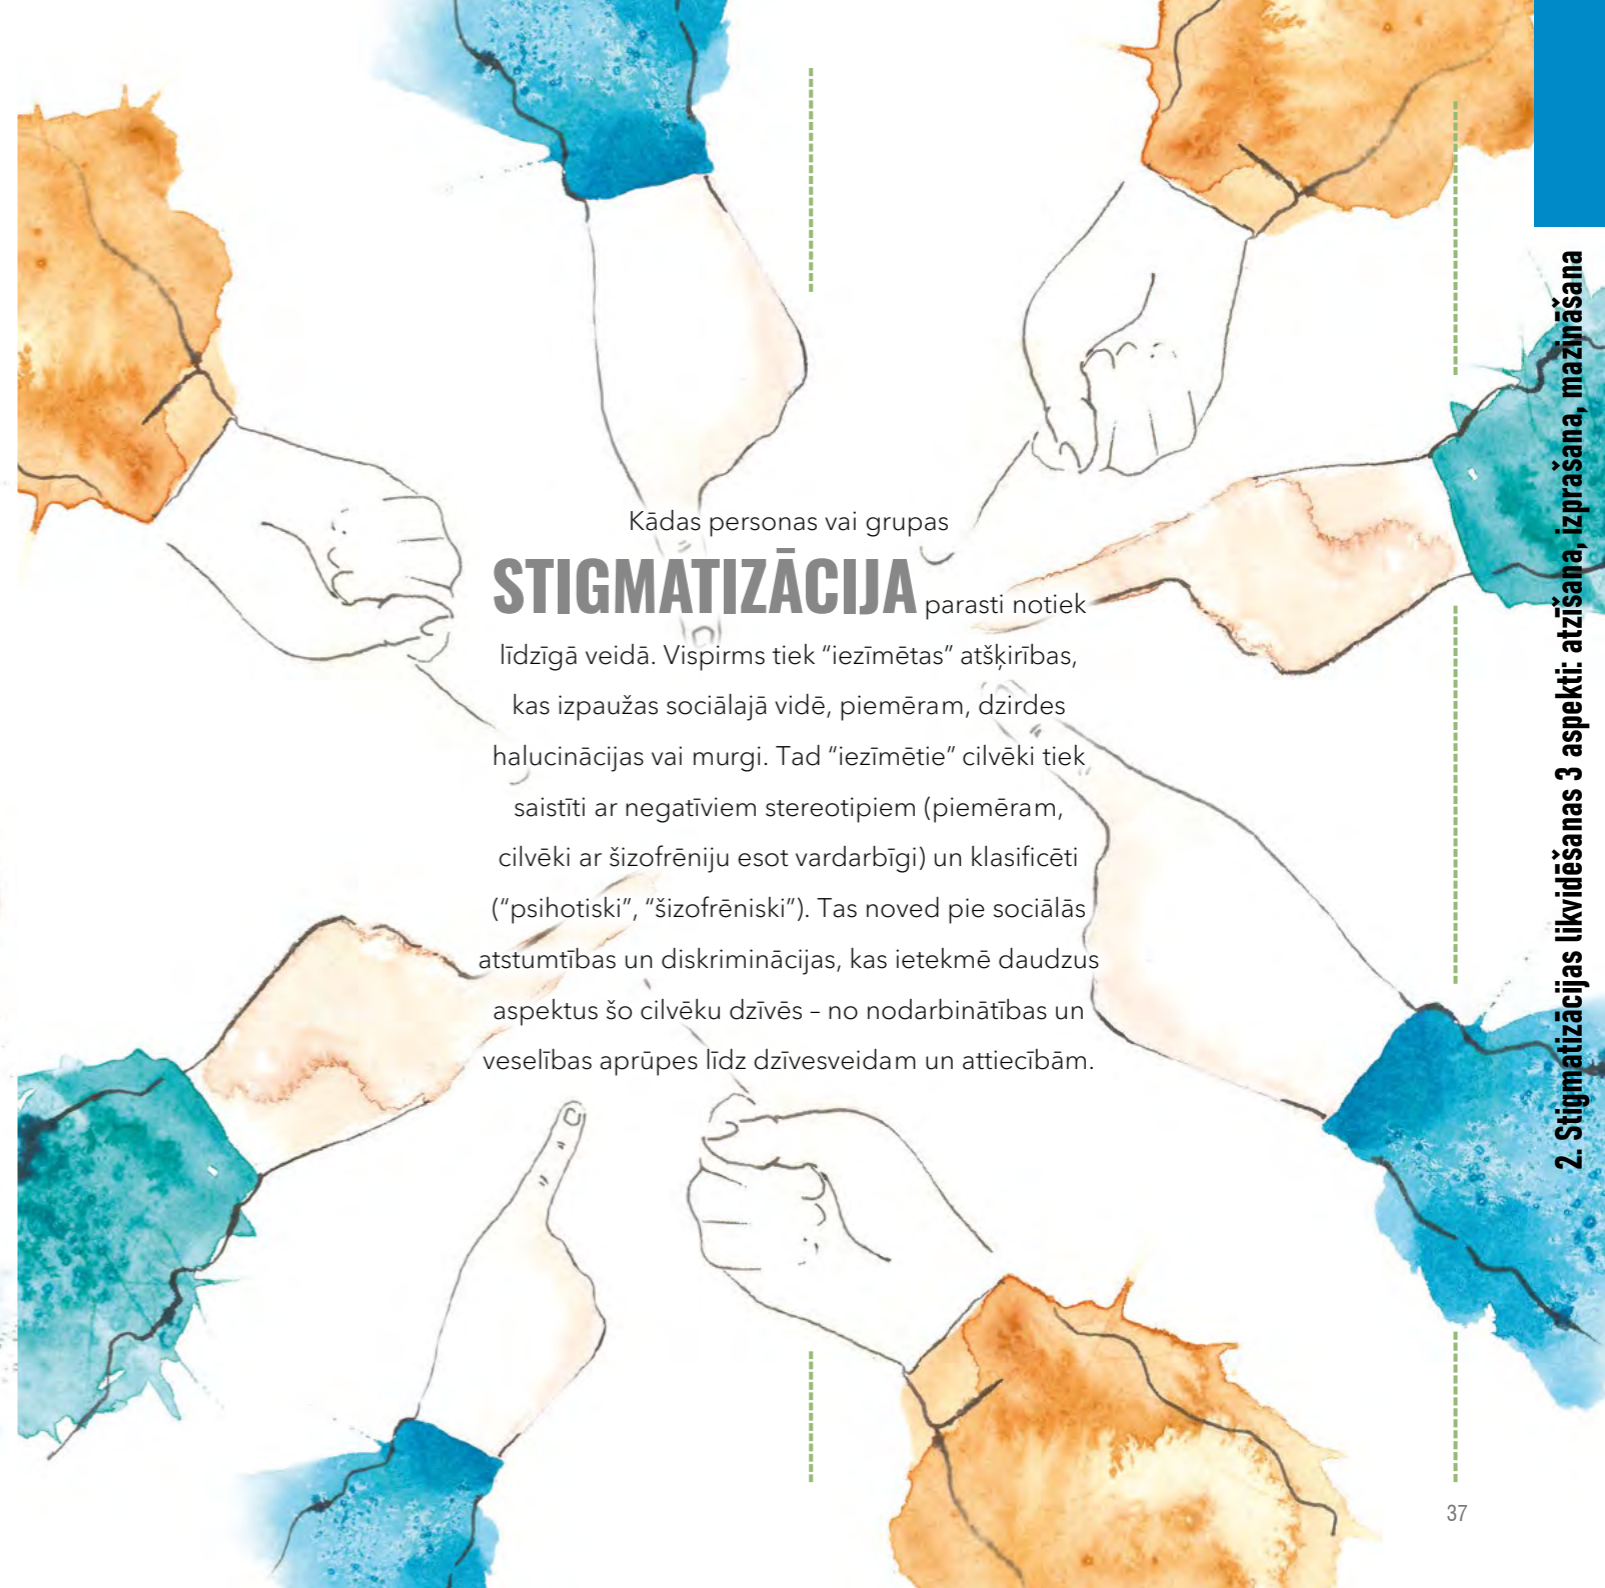 Kādas personas vai grupas
STIGMATIZĀCIJA parasti notiek
līdzīgā veidā. Vispirms tiek “iezīmētas” atšķirības,
kas izpaužas sociālajā vidē, piemēram, dzirdes
halucinācijas vai murgi. Tad “iezīmētie” cilvēki tiek
saistīti ar negatīviem stereotipiem (piemēram,
cilvēki ar šizofrēniju esot vardarbīgi) un klasificēti
(“psihotiski”, “šizofrēniski”). Tas noved pie sociālās
atstumtības un diskriminācijas, kas ietekmē daudzus
aspektus šo cilvēku dzīvēs – no nodarbinātības un
veselības aprūpes līdz dzīvesveidam un attiecībām.
2. Stigmatizācijas likvidēšanas 3 aspekti: atzīšana, izprašana, mazināšana
37